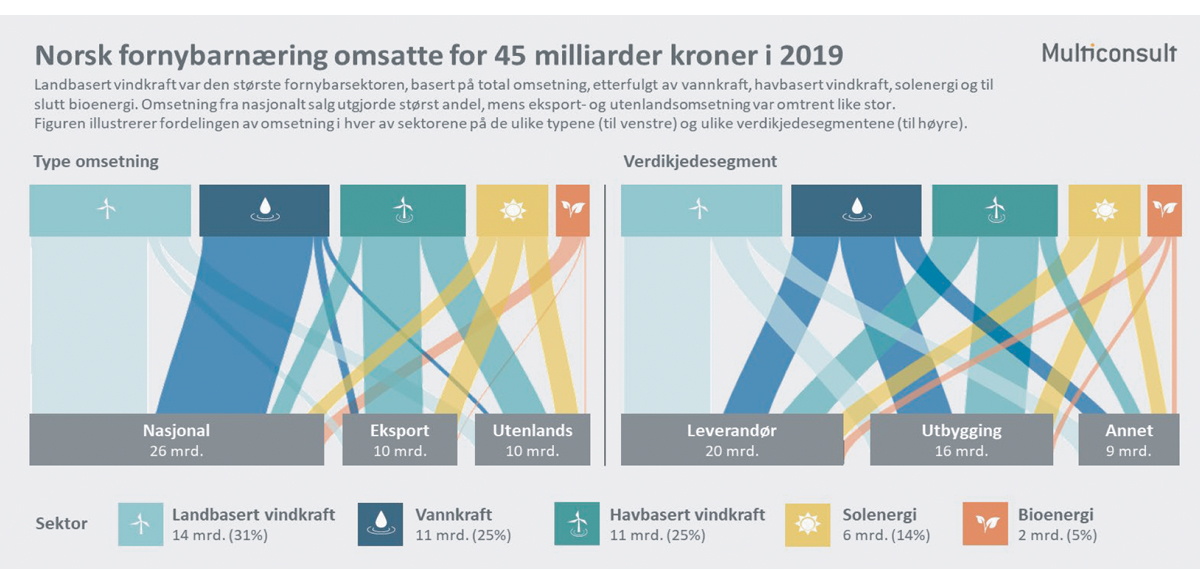 Norsk fornybarnæring omsatte for 45 milliarder kroner i 2019
Multiconsult
Landbasert vindkraft var den største fornybarsektoren, basert på total omsetning, etterfulgt av vannkraft, havbasert vindkraft, solenergi og til
slutt bioenergi. Omsetning fra nasjonalt salg utgjorde størst andel, mens eksport- og utenlandsomsetning var omtrent like stor.
Figuren illustrerer fordelingen av omsetning i hver av sektorene på de ulike typene (til venstre) og ulike verdikjedesegmentene (til høyre).
Type omsetning
Nasjonal
26 mrd.
Eksport
10 mrd.
Utenlands
10 mrd.
Verdikjedesegment
Leverandør
20 mrd.
Utbygging
16 mrd.
Annet
9 mrd.
Sektor
Landbasert vindkraft
14 mrd. (31%)
Vannkraft
11 mrd. (25%)
Havbasert vindkraft
11 mrd. (25%)
Solenergi
6 mrd. (14%)
Bioenergi
2 mrd. (5%)